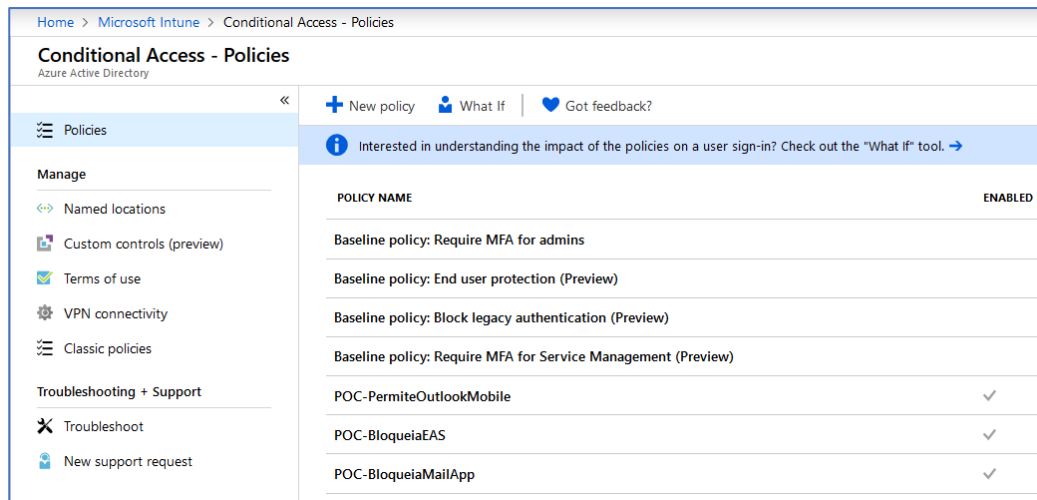 Home > Microsoft Intune > Conditional Access - Policies
Conditional Access - Policies
Azure Active Directory
«
Policies
Manage
Named locations
Custom controls (preview)
Terms of use
VPN connectivity
Classic policies
Troubleshooting + Support
Troubleshoot
New support request
New policy What If Got feedback?
Interested in understanding the impact of the policies on a user sign-in? Check out the "What If" tool. →
POLICY NAME ENABLED
Baseline policy: Require MFA for admins
Baseline policy: End user protection (Preview)
Baseline policy: Block legacy authentication (Preview)
Baseline policy: Require MFA for Service Management (Preview)
POC-PermiteOutlookMobile ✓
POC-BloqueiaEAS ✓
POC-BloqueiaMailApp ✓